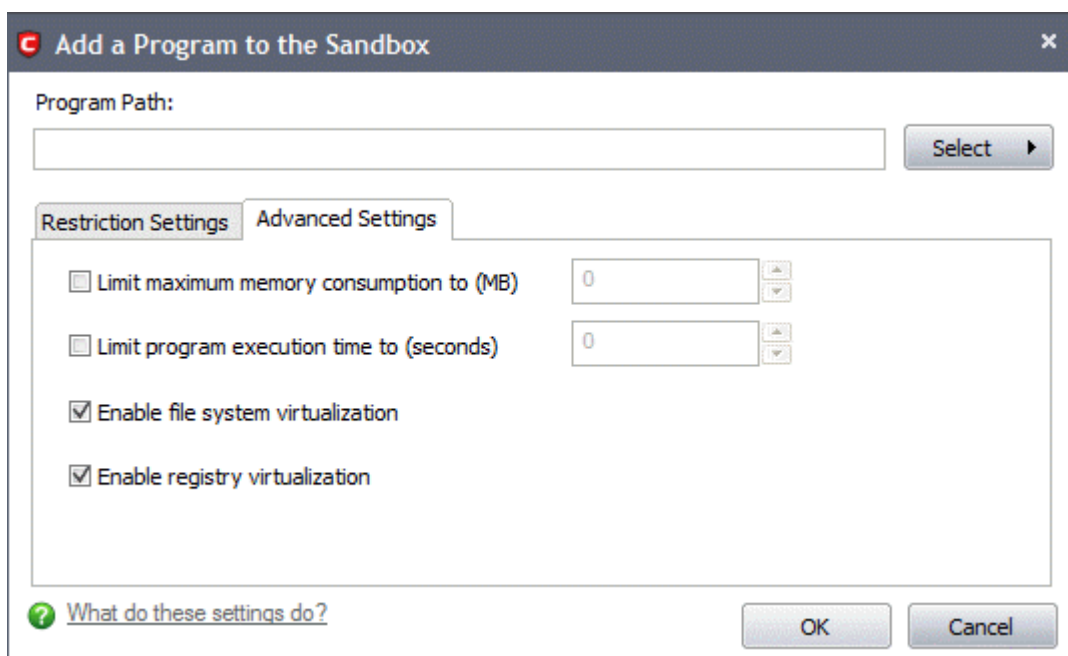 Add a Program to the Sandbox
Program Path:
Select
Restriction Settings
Advanced Settings
Limit maximum memory consumption to (MB)
0
Limit program execution time to (seconds)
0
Enable file system virtualization
Enable registry virtualization
What do these settings do?
OK
Cancel